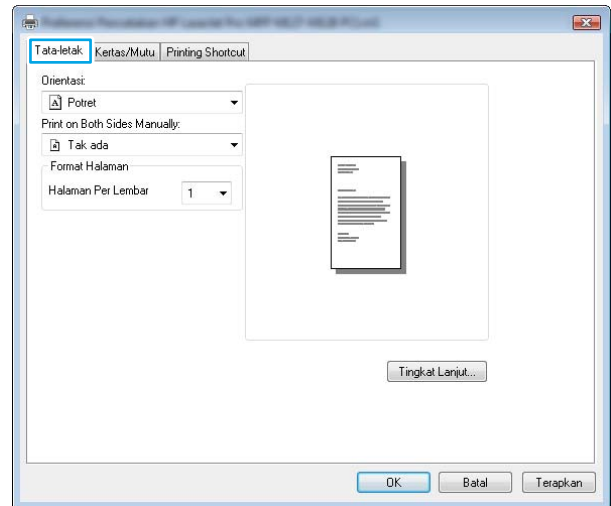 Tata-letak Kertas/Mutu Printing Shortcut
Orientasi:
Potret
Print on Both Sides Manually:
Tak ada
Format Halaman
Halaman Per Lembar 1
Tingkat Lanjut...
OK Batal Terapkan